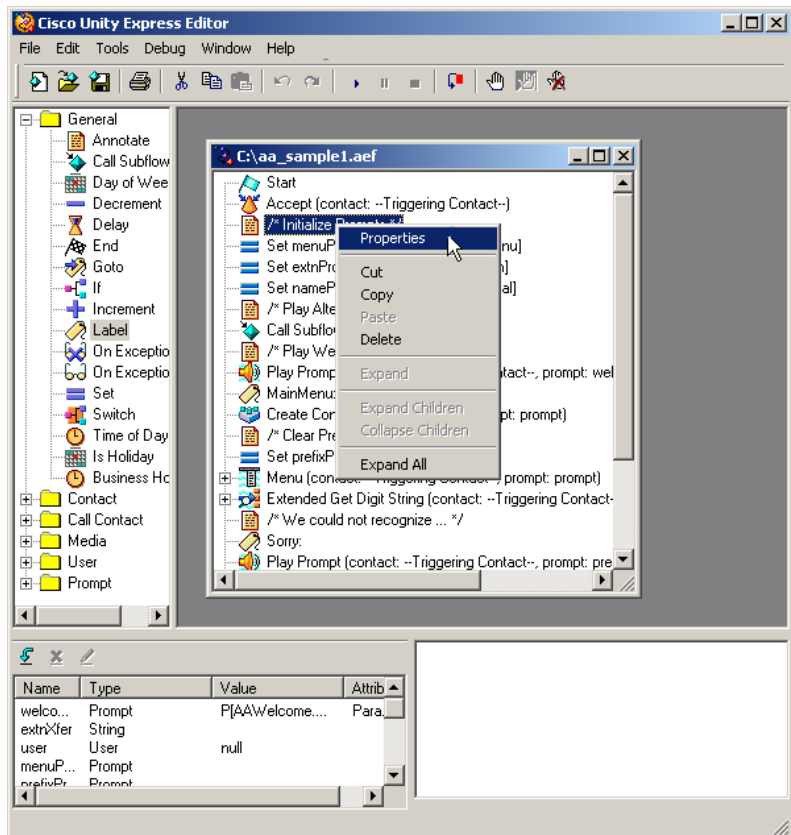 Cisco Unity Express Editor
File Edit Tools Debug Window Help
General
Annotate
Call Subflow
Day of Wee
Decrement
Delay
End
Goto
If
Increment
Label
On Exceptio
On Exceptio
Set
Switch
Time of Day
Is Holiday
Business Ho
Contact
Call Contact
Media
User
Prompt
C:\aa_sample1.aef
Start
Accept (contact: --Triggering Contact--)
/* Initialize Prompts */
Set menuP nu]
Set extnPro n]
Set nameP al]
/* Play Alte
Call Subflo
/* Play We
Play Promp ntact--, prompt: wel
MainMenu:
Create Con pt: prompt)
/* Clear Pre
Set prefixP
Menu (contact: --Triggering Contact--, prompt: prompt)
Extended Get Digit String (contact: --Triggering Contact-
/* We could not recognize ... */
Sorry:
Play Prompt (contact: --Triggering Contact--, prompt: pre
Properties
Cut
Copy
Paste
Delete
Expand
Expand Children
Collapse Children
Expand All
Name Type Value Attrib
welco... Prompt P[AAWelcome.... Para...
extnXfer String
user User null
menuP... Prompt
prefixPr Prompt